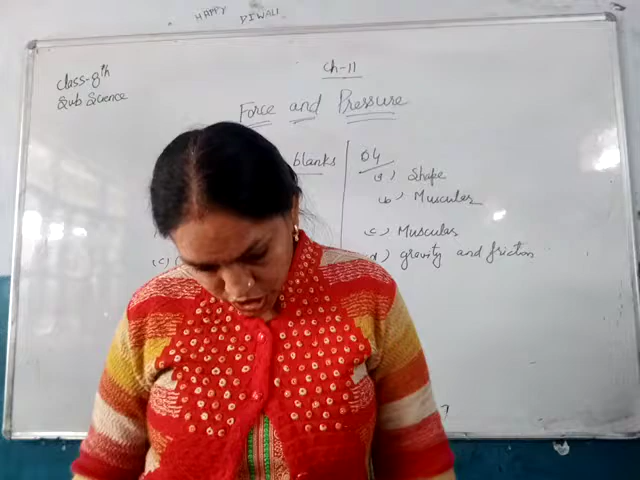 HAPPY DIWALI
Ch-11
Class-8th
Sub Science
Force and Pressure
blanks
Q4
(a) Shape
(b) Muscular
(c) Muscular
gravity and friction
(c)